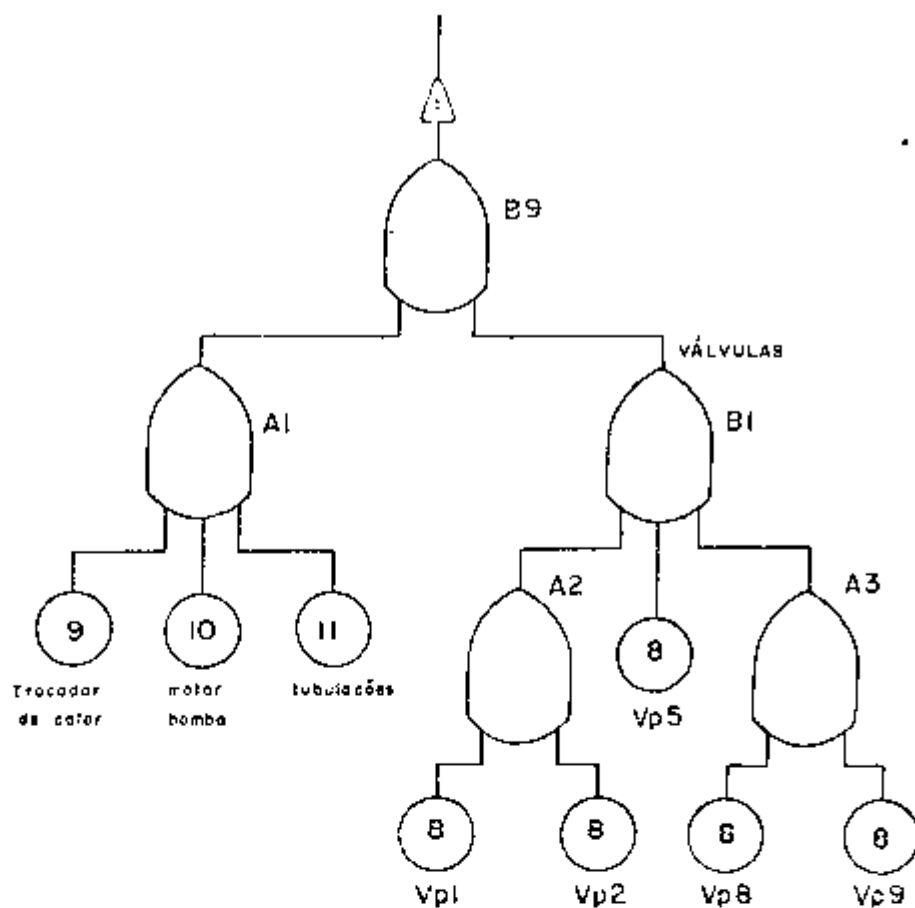 B9
VÁLVULAS
A1
B1
A2
A3
9
10
11
8
Trocador
de calor
motor
bomba
tubulacões
Vp5
8
8
8
8
Vp1
Vp2
Vp8
Vp9